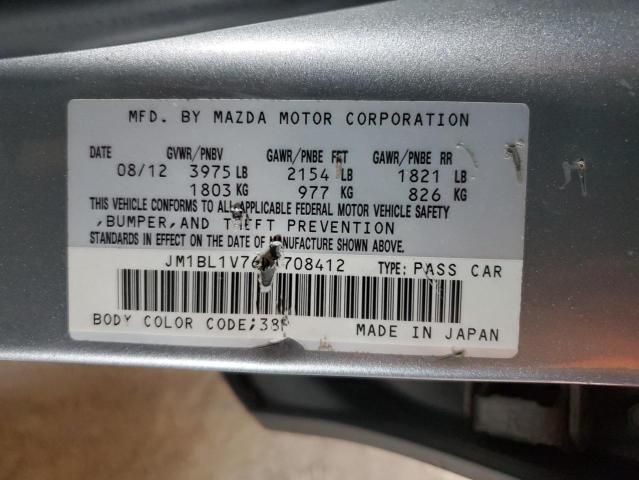 MFD. BY MAZDA MOTOR CORPORATION
DATE GVWR/PNBV GAWR/PNBE FRT GAWR/PNBE RR
08/12 3975 LB 2154 LB 1821 LB
1803 KG 977 KG 826 KG
THIS VEHICLE CONFORMS TO ALL APPLICABLE FEDERAL MOTOR VEHICLE SAFETY
,BUMPER,AND THEFT PREVENTION
STANDARDS IN EFFECT ON THE DATE OF MANUFACTURE SHOWN ABOVE.
TYPE: PASS CAR
BODY COLOR CODE; MADE IN JAPAN